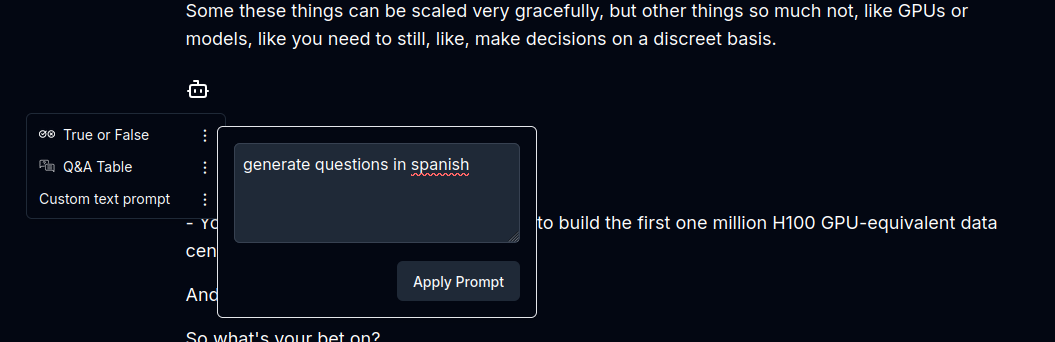 Some these things can be scaled very gracefully, but other things so much not, like GPUs or
models, like you need to still, like, make decisions on a discreet basis.
True or False
Q&A Table
Custom text prompt
generate questions in spanish
Apply Prompt
- Yo
to build the first one million H100 GPU-equivalent data
cen
And
So what's your bet on?